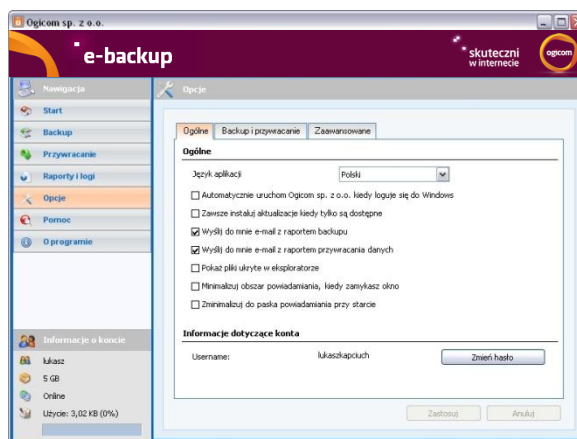 Ogicom sp. z o.o.
e-backup
skuteczni
w internecie
ogicom
Nawigacja
Start
Backup
Przywracanie
Raporty i logi
Opcje
Pomoc
O programie
Informacje o koncie
lukasz
5 GB
Online
Użycie: 3,02 KB (0%)
Opcje
Ogólne Backup i przywracanie Zaawansowane
Ogólne
Język aplikacji Polski
Automatycznie uruchom Ogicom sp. z o.o. kiedy loguje się do Windows
Zawsze instaluj aktualizacje kiedy tylko są dostępne
Wyślij do mnie e-mail z raportem backupu
Wyślij do mnie e-mail z raportem przywracania danych
Pokaż pliki ukryte w eksploratorze
Minimalizuj obszar powiadamiania, kiedy zamykasz okno
Zminimalizuj do paska powiadamiania przy starcie
Informacje dotyczące konta
Username: lukaszkapciuch Zmień hasło
Zastosuj Anuluj